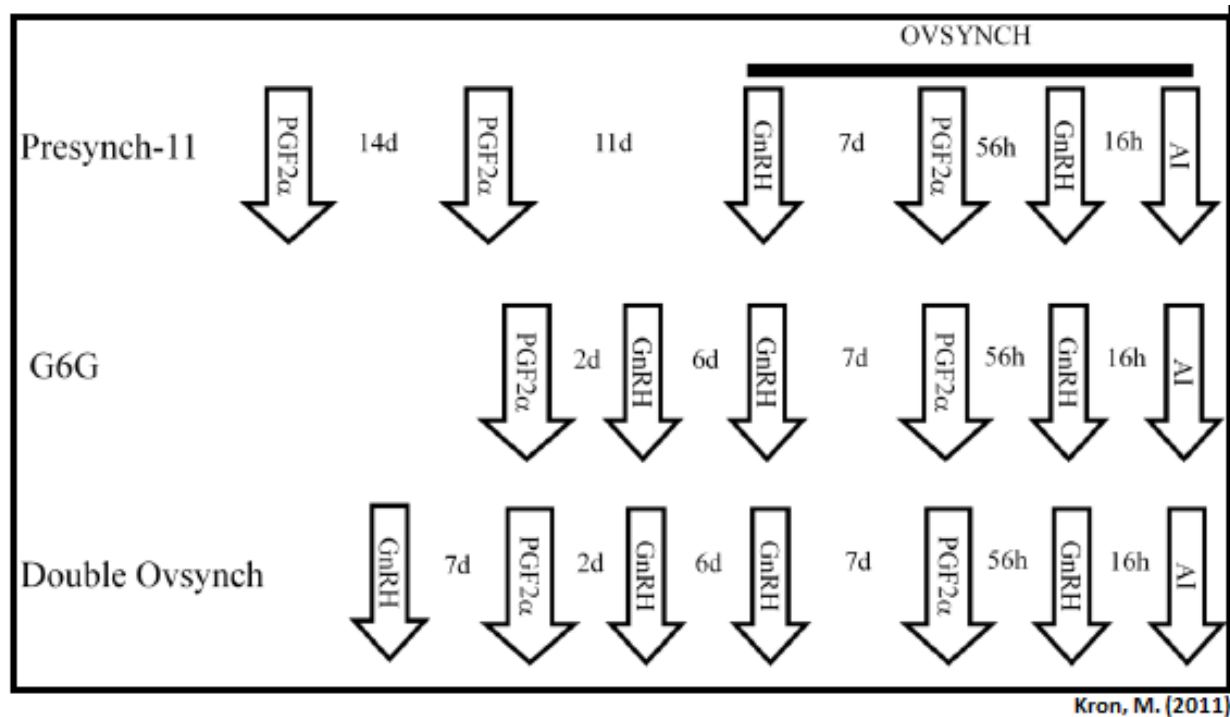 OVSYNCH
Presynch-11 PGF2α 14d PGF2α 11d GnRH 7d PGF2α 56h GnRH 16h AI
G6G PGF2α 2d GnRH 6d GnRH 7d PGF2α 56h GnRH 16h AI
Double Ovsynch GnRH 7d PGF2α 2d GnRH 6d GnRH 7d PGF2α 56h GnRH 16h AI
Kron, M. (2011)